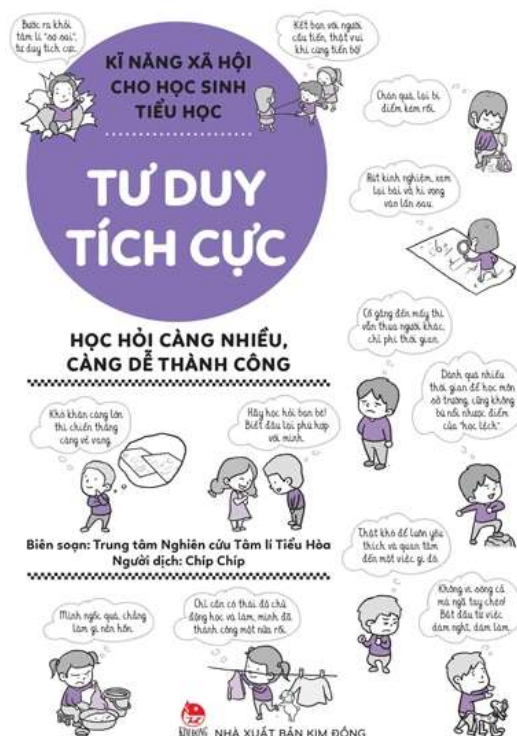 Bước ra khỏi
tâm lí "sợ sai",
tư duy tích cực.
KĨ NĂNG XÃ HỘI
CHO HỌC SINH
TIỂU HỌC
Kết bạn với người
cầu tiến, thật vui
khi cùng tiến bộ!
Chán quá, lại bị
điểm kém rồi.
TƯ DUY
TÍCH CỰC
Rút kinh nghiệm, xem
lại bài và hi vọng
vào lần sau.
HỌC HỎI CÀNG NHIỀU,
CÀNG DỄ THÀNH CÔNG
Cố gắng đến mấy thì
vẫn thua người khác,
chỉ phí thời gian.
Dành quá nhiều
thời gian để học môn
sở trường, cũng không
bù nổi nhược điểm
của "học lệch".
Khó khăn càng lớn
thì chiến thắng
càng vẻ vang.
Hãy học hỏi bạn bè!
Biết đâu lại phù hợp
với mình.
Biên soạn: Trung tâm Nghiên cứu Tâm lí Tiểu Hòa
Người dịch: Chíp Chíp
Thật khó để luôn yêu
thích và quan tâm
đến một việc gì đó.
Không vì sóng cả
mà ngã tay chèo!
Bắt đầu từ việc
dám nghĩ, dám làm.
Mình ngốc quá, chẳng
làm gì nên hồn.
Chỉ cần có thái độ chủ
động học và làm, mình đã
thành công một nửa rồi.
KIM ĐỒNG
NHÀ XUẤT BẢN KIM ĐỒNG